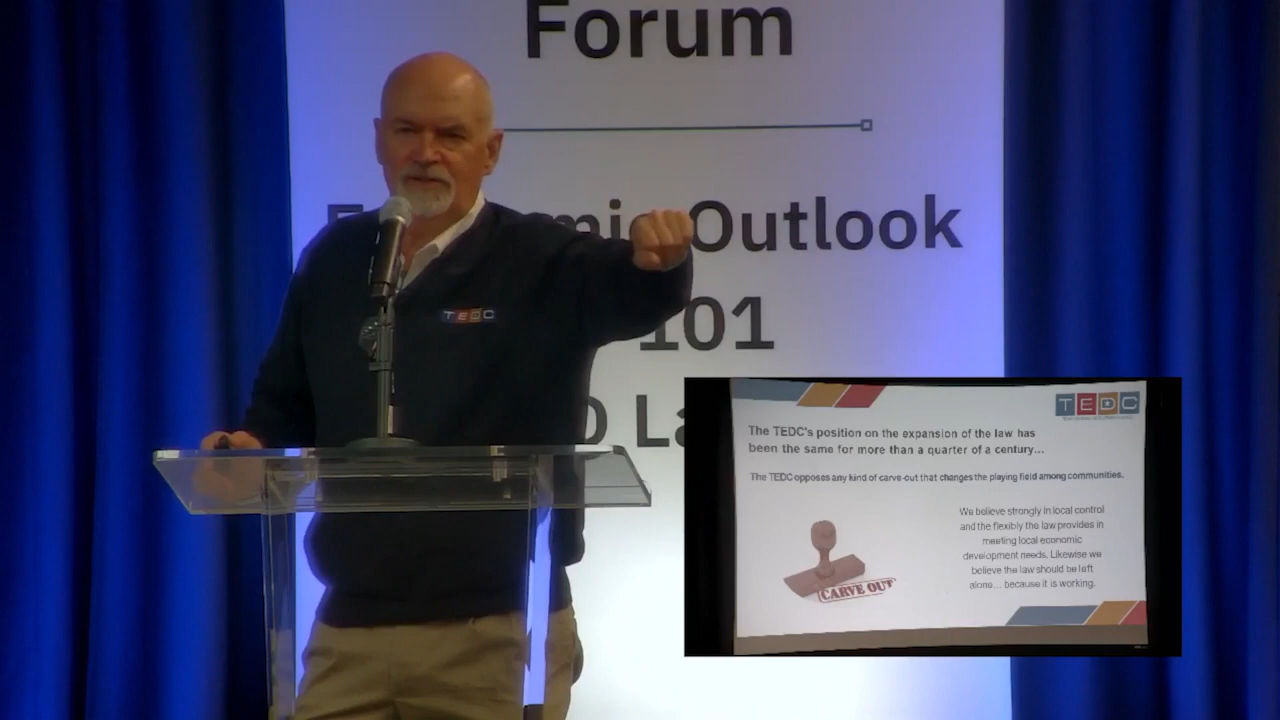 Forum
Outlook
101
TEDC
TEDC
The TEDC's position on the expansion of the law has
been the same for more than a quarter of a century...
The TEDC opposes any kind of carve-out that changes the playing field among communities.
We believe strongly in local control
and the flexibly the law provides in
meeting local economic
development needs. Likewise we
believe the law should be left
alone... because it is working.
CARVE OUT